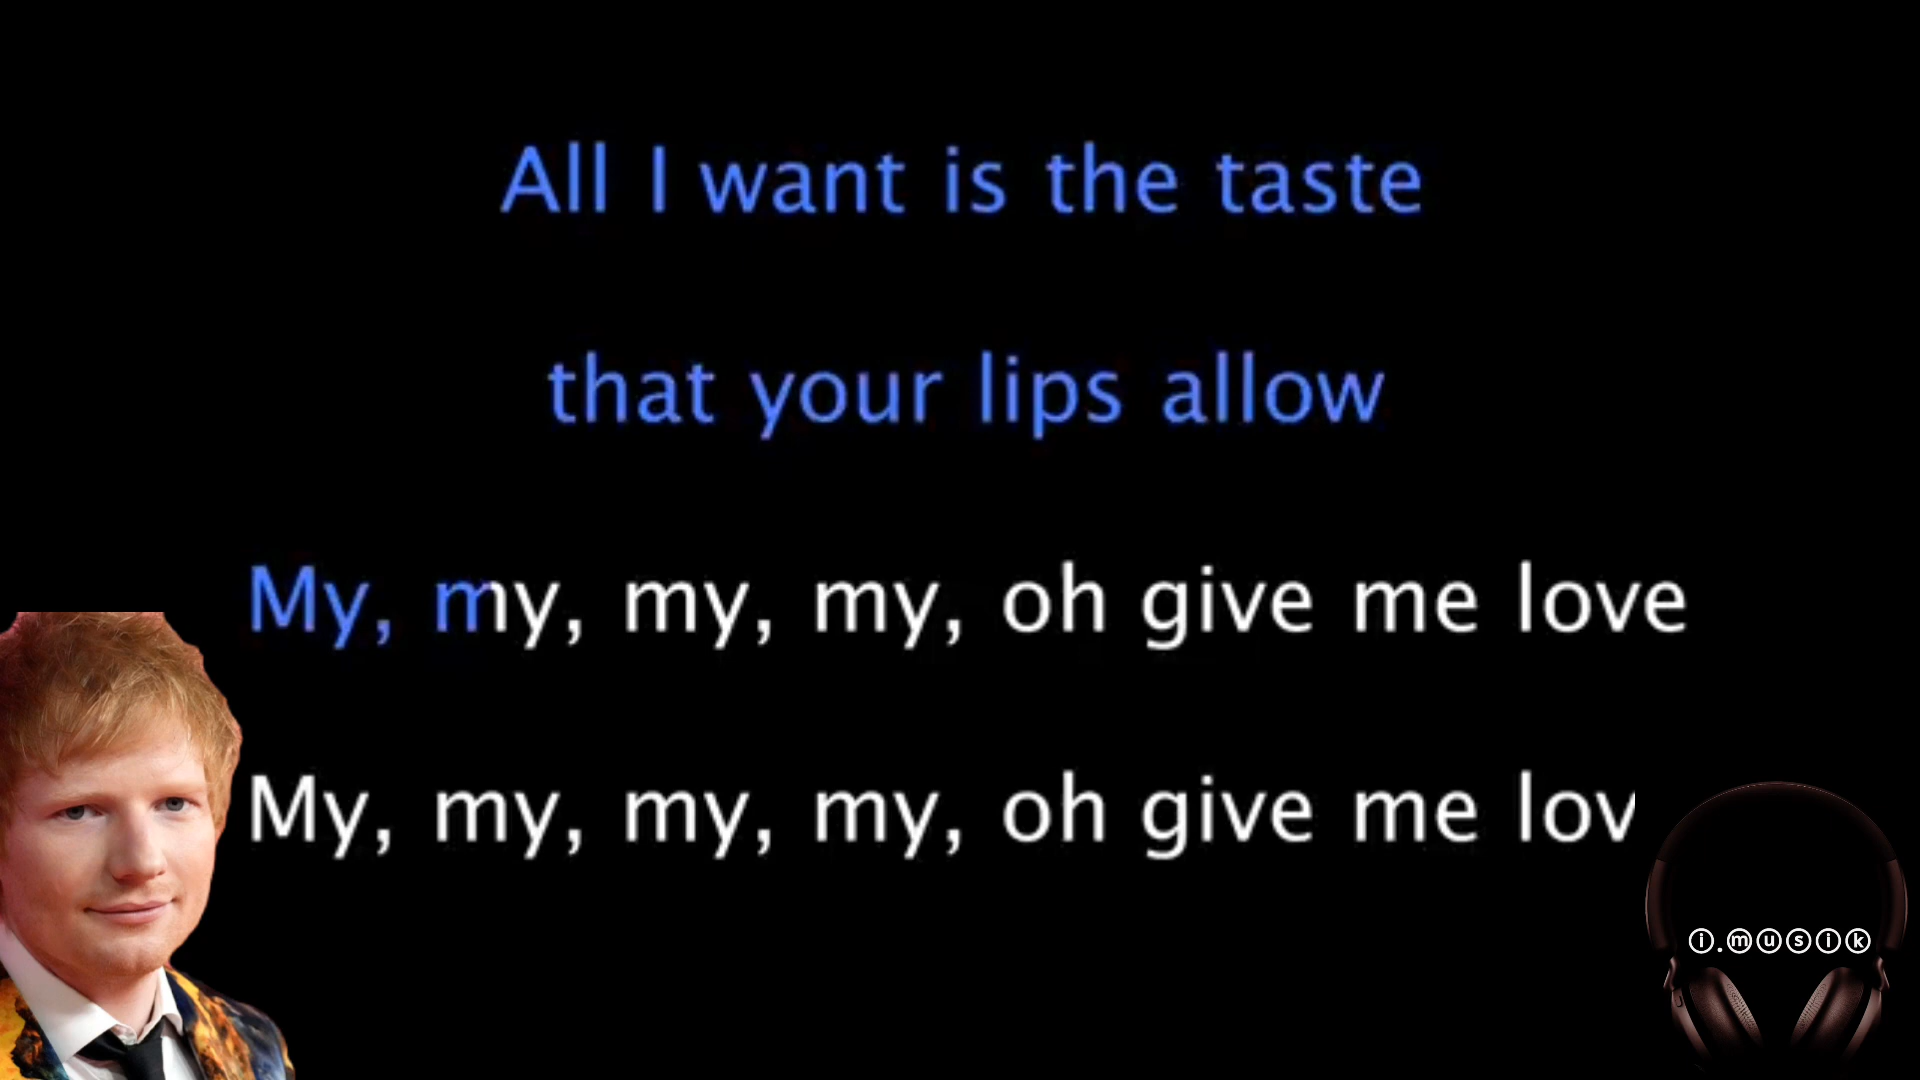 All I want is the taste
that your lips allow
My, my, my, my, oh give me love
My, my, my, my, oh give me lov
i.musik